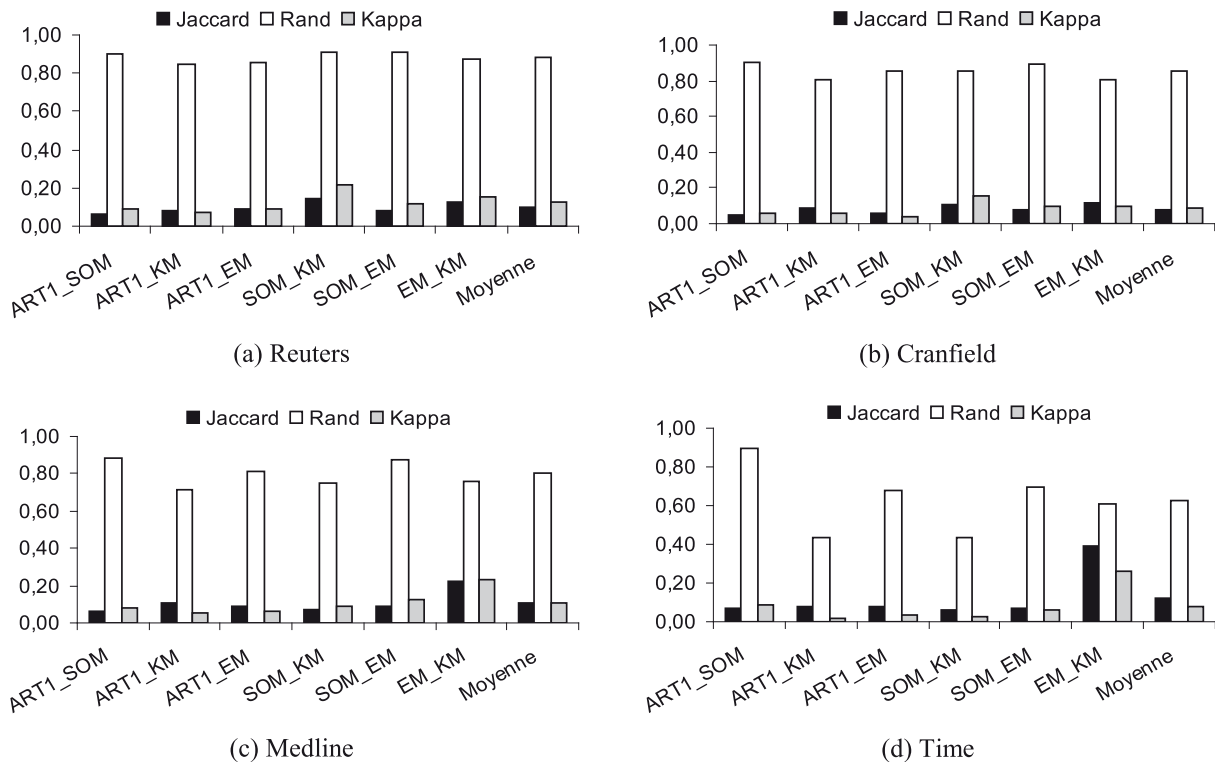 Jaccard Rand Kappa
1,00
0,80
0,60
0,40
0,20
0,00
ART1_SOM
ART1_KM
ART1_EM
SOM_KM
SOM_EM
EM_KM
Moyenne
(a) Reuters
Jaccard Rand Kappa
1,00
0,80
0,60
0,40
0,20
0,00
ART1_SOM
ART1_KM
ART1_EM
SOM_KM
SOM_EM
EM_KM
Moyenne
(b) Cranfield
Jaccard Rand Kappa
1,00
0,80
0,60
0,40
0,20
0,00
ART1_SOM
ART1_KM
ART1_EM
SOM_KM
SOM_EM
EM_KM
Moyenne
(c) Medline
Jaccard Rand Kappa
1,00
0,80
0,60
0,40
0,20
0,00
ART1_SOM
ART1_KM
ART1_EM
SOM_KM
SOM_EM
EM_KM
Moyenne
(d) Time